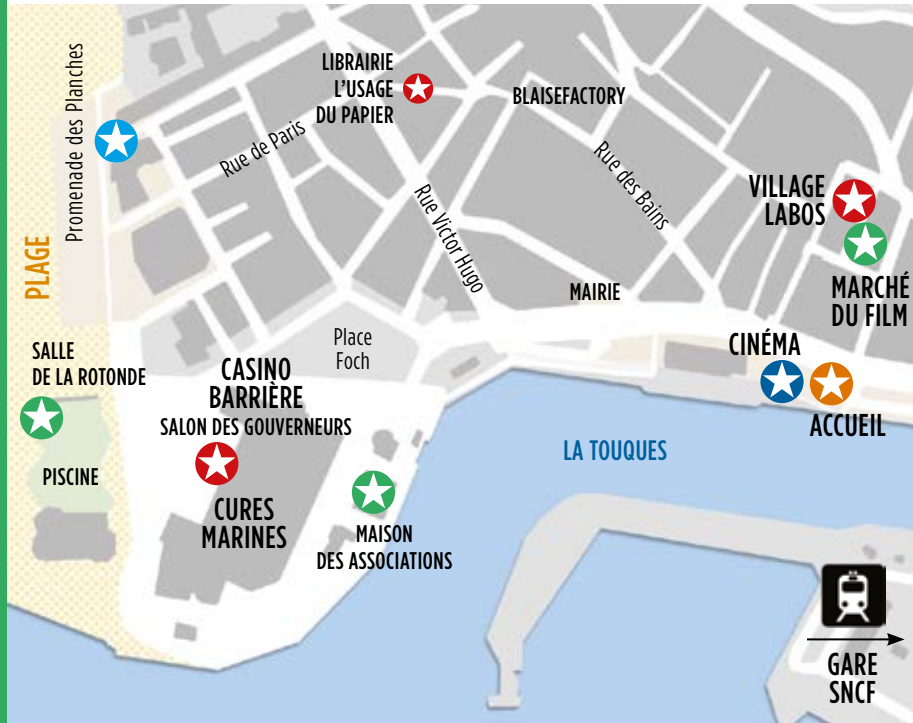 Promenade des Planches
LIBRAIRIE
L'USAGE
DU PAPIER
BLAISEFACTORY
Rue de Paris
Rue des Bains
Rue Victor Hugo
VILLAGE
LABOS
MARCHÉ
DU FILM
PLAGE
MAIRIE
Place
Foch
SALLE
DE LA ROTONDE
CASINO
BARRIÈRE
SALON DES GOUVERNEURS
CURES
MARINES
PISCINE
MAISON
DES ASSOCIATIONS
CINÉMA
ACCUEIL
LA TOUQUES
GARE
SNCF